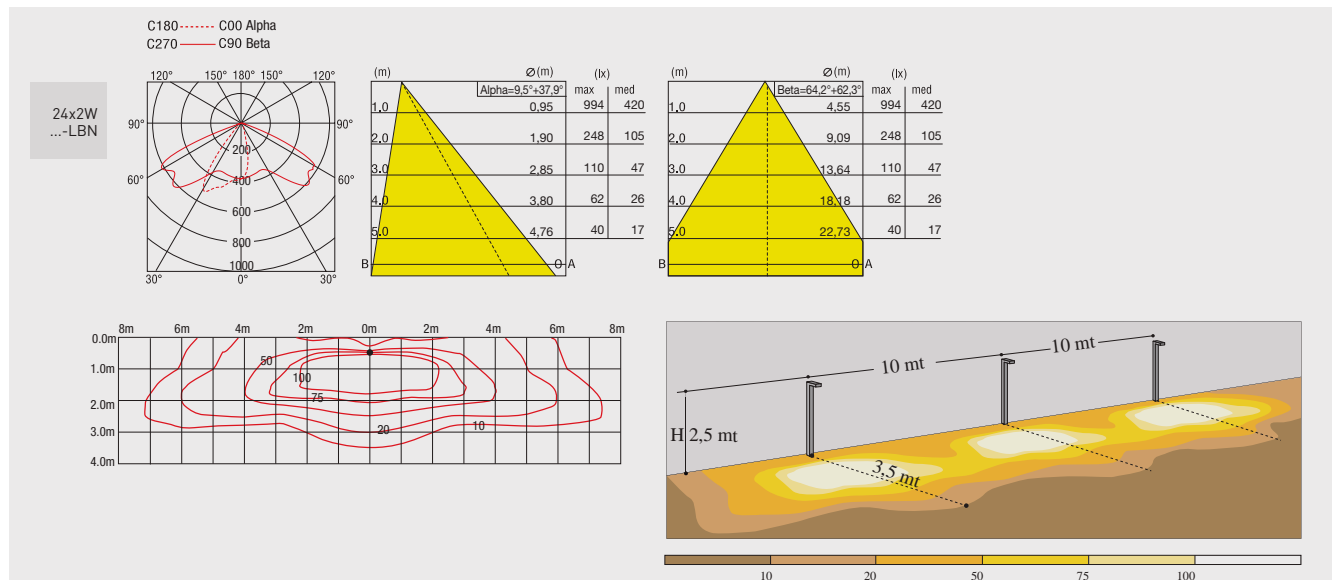 C180 C00 Alpha
C270 C90 Beta
24x2W
...-LBN
120° 150° 180° 150° 120°
90° 90°
60° 60°
200
400
600
800
1000
30° 0° 30°
(m) Ø(m) (lx)
Alpha=9,5°+37,9° max med
1,0 0,95 994 420
2,0 1,90 248 105
3.0 2,85 110 47
4.0 3,80 62 26
5.0 4,76 40 17
B O A
(m) Ø(m) (lx)
Beta=64,2°+62,3° max med
1,0 4,55 994 420
2,0 9,09 248 105
3.0 13,64 110 47
4.0 18,18 62 26
5.0 22,73 40 17
B O A
8m 6m 4m 2m 0m 2m 4m 6m 8m
0.0m
1.0m
2.0m
3.0m
4.0m
50
100
75
20
10
10 mt
10 mt
H 2,5 mt
3,5 mt
10 20 50 75 100